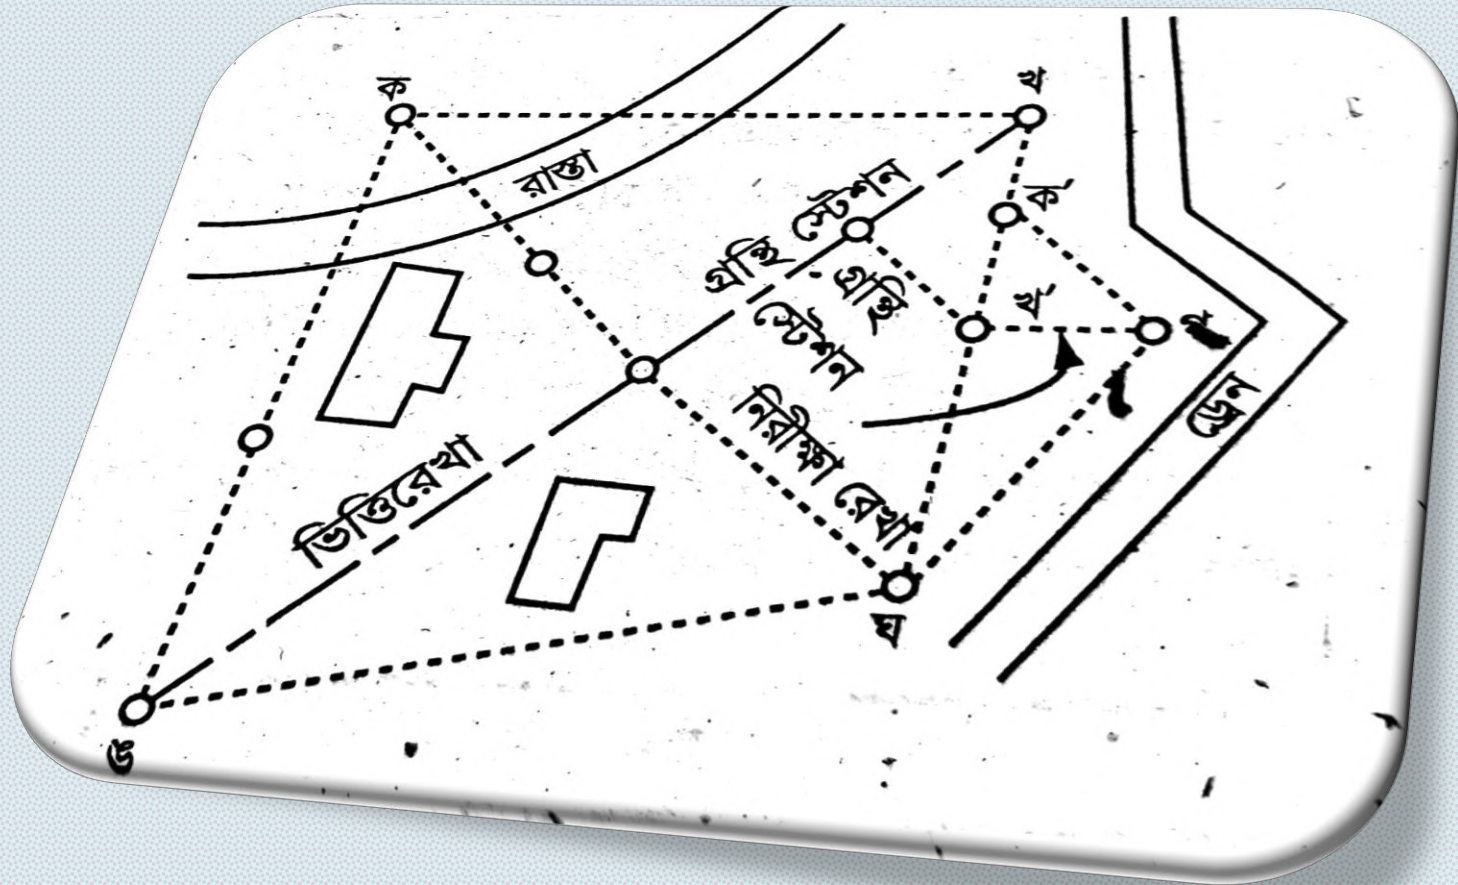 ক
খ
রাস্তা
ক'
গ্রন্থি স্টেশন
গ্রন্থি
স্টেশন
খ'
ড্রেন
নিরীক্ষা রেখা
ভিত্তিরেখা
ঘ
ঙ